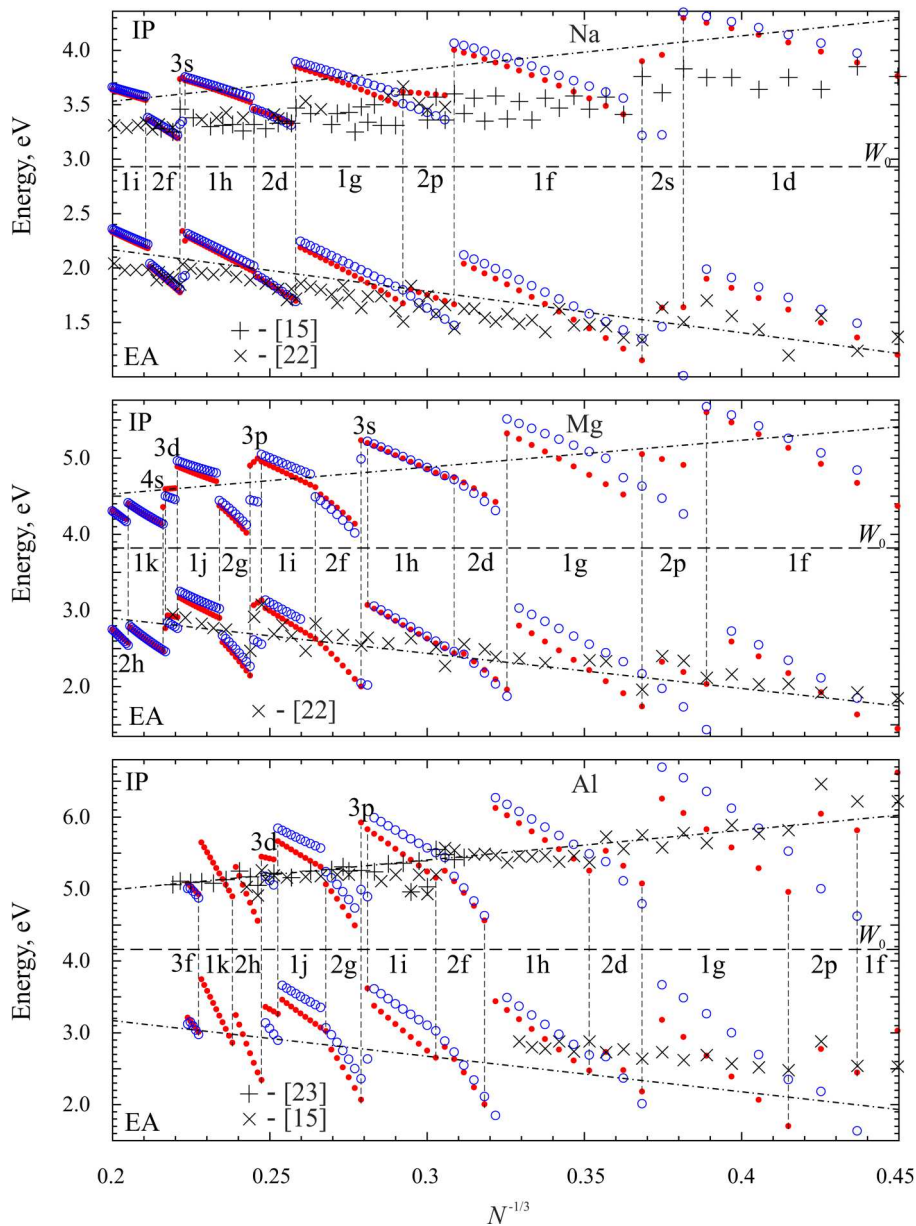 IP
Na
3s
4.0
3.5
3.0
W₀
1i 2f 1h 2d 1g 2p 1f 2s 1d
Energy, eV
2.0
1.5
+ - [15]
× - [22]
EA
IP
Mg
3s
3p
3d
4s
5.0
4.0
W₀
1k 1j 2g 1i 2f 1h 2d 1g 2p 1f
Energy, eV
3.0
2h
2.0
× - [22]
EA
IP
Al
3p
3d
6.0
5.0
W₀
4.0
3f 1k 2h 1j 2g 1i 2f 1h 2d 1g 2p 1f
Energy, eV
3.0
2.0
+ - [23]
× - [15]
EA
0.2 0.25 0.3 0.35 0.4 0.45
N⁻¹/³